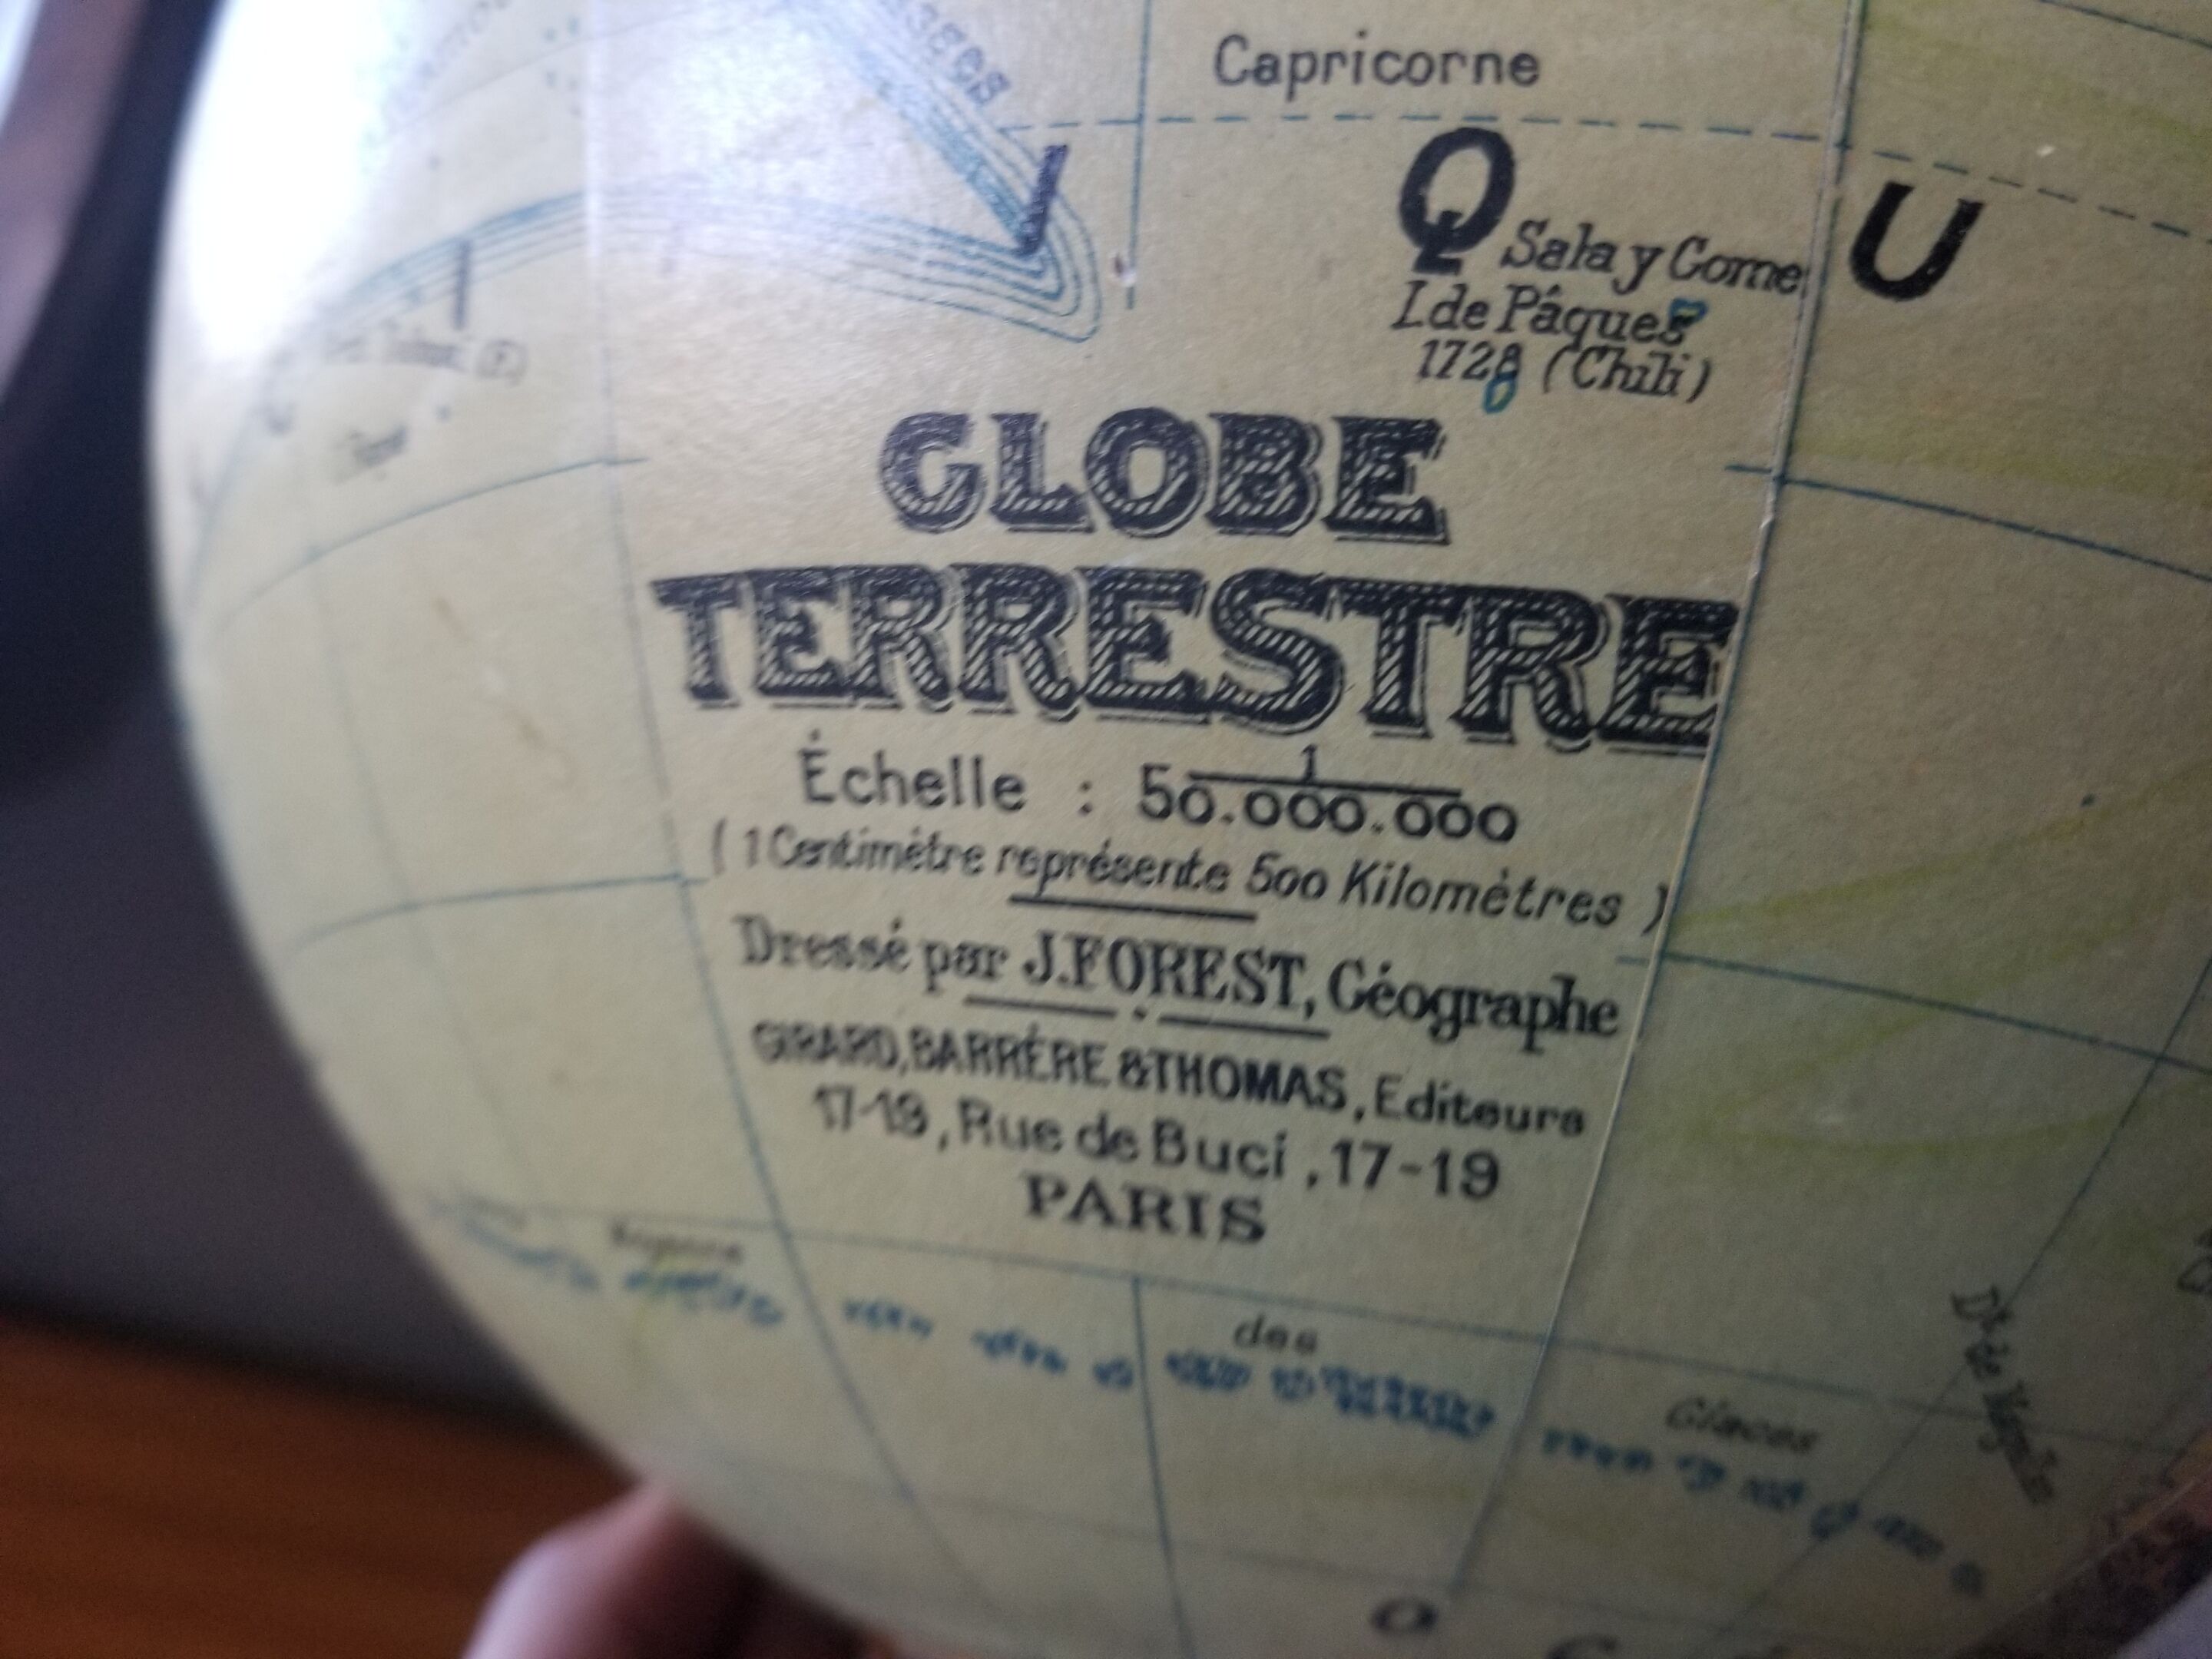 Capricorne
I Q U
Sala y Gome
I. de Pâques
1728 (Chili)
GLOBE
TERRESTRE
Échelle : 1
50.000.000
(1 Centimètre représente 500 Kilomètres)
Dressé par J. FOREST, Géographe
GIRARD, BARRÈRE & THOMAS, Editeurs
17-19, Rue de Buci, 17-19
PARIS
des
Glaces
O